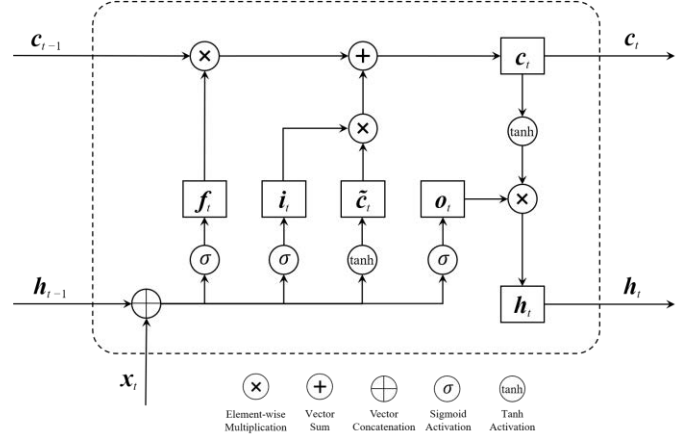 c_{t-1}
c_t
×
+
c_t
tanh
×
×
f_t
i_t
c̃_t
o_t
σ
σ
tanh
σ
h_{t-1}
h_t
h_t
x_t
× + σ tanh
Element-wise Multiplication
Vector Sum
Vector Concatenation
Sigmoid Activation
Tanh Activation